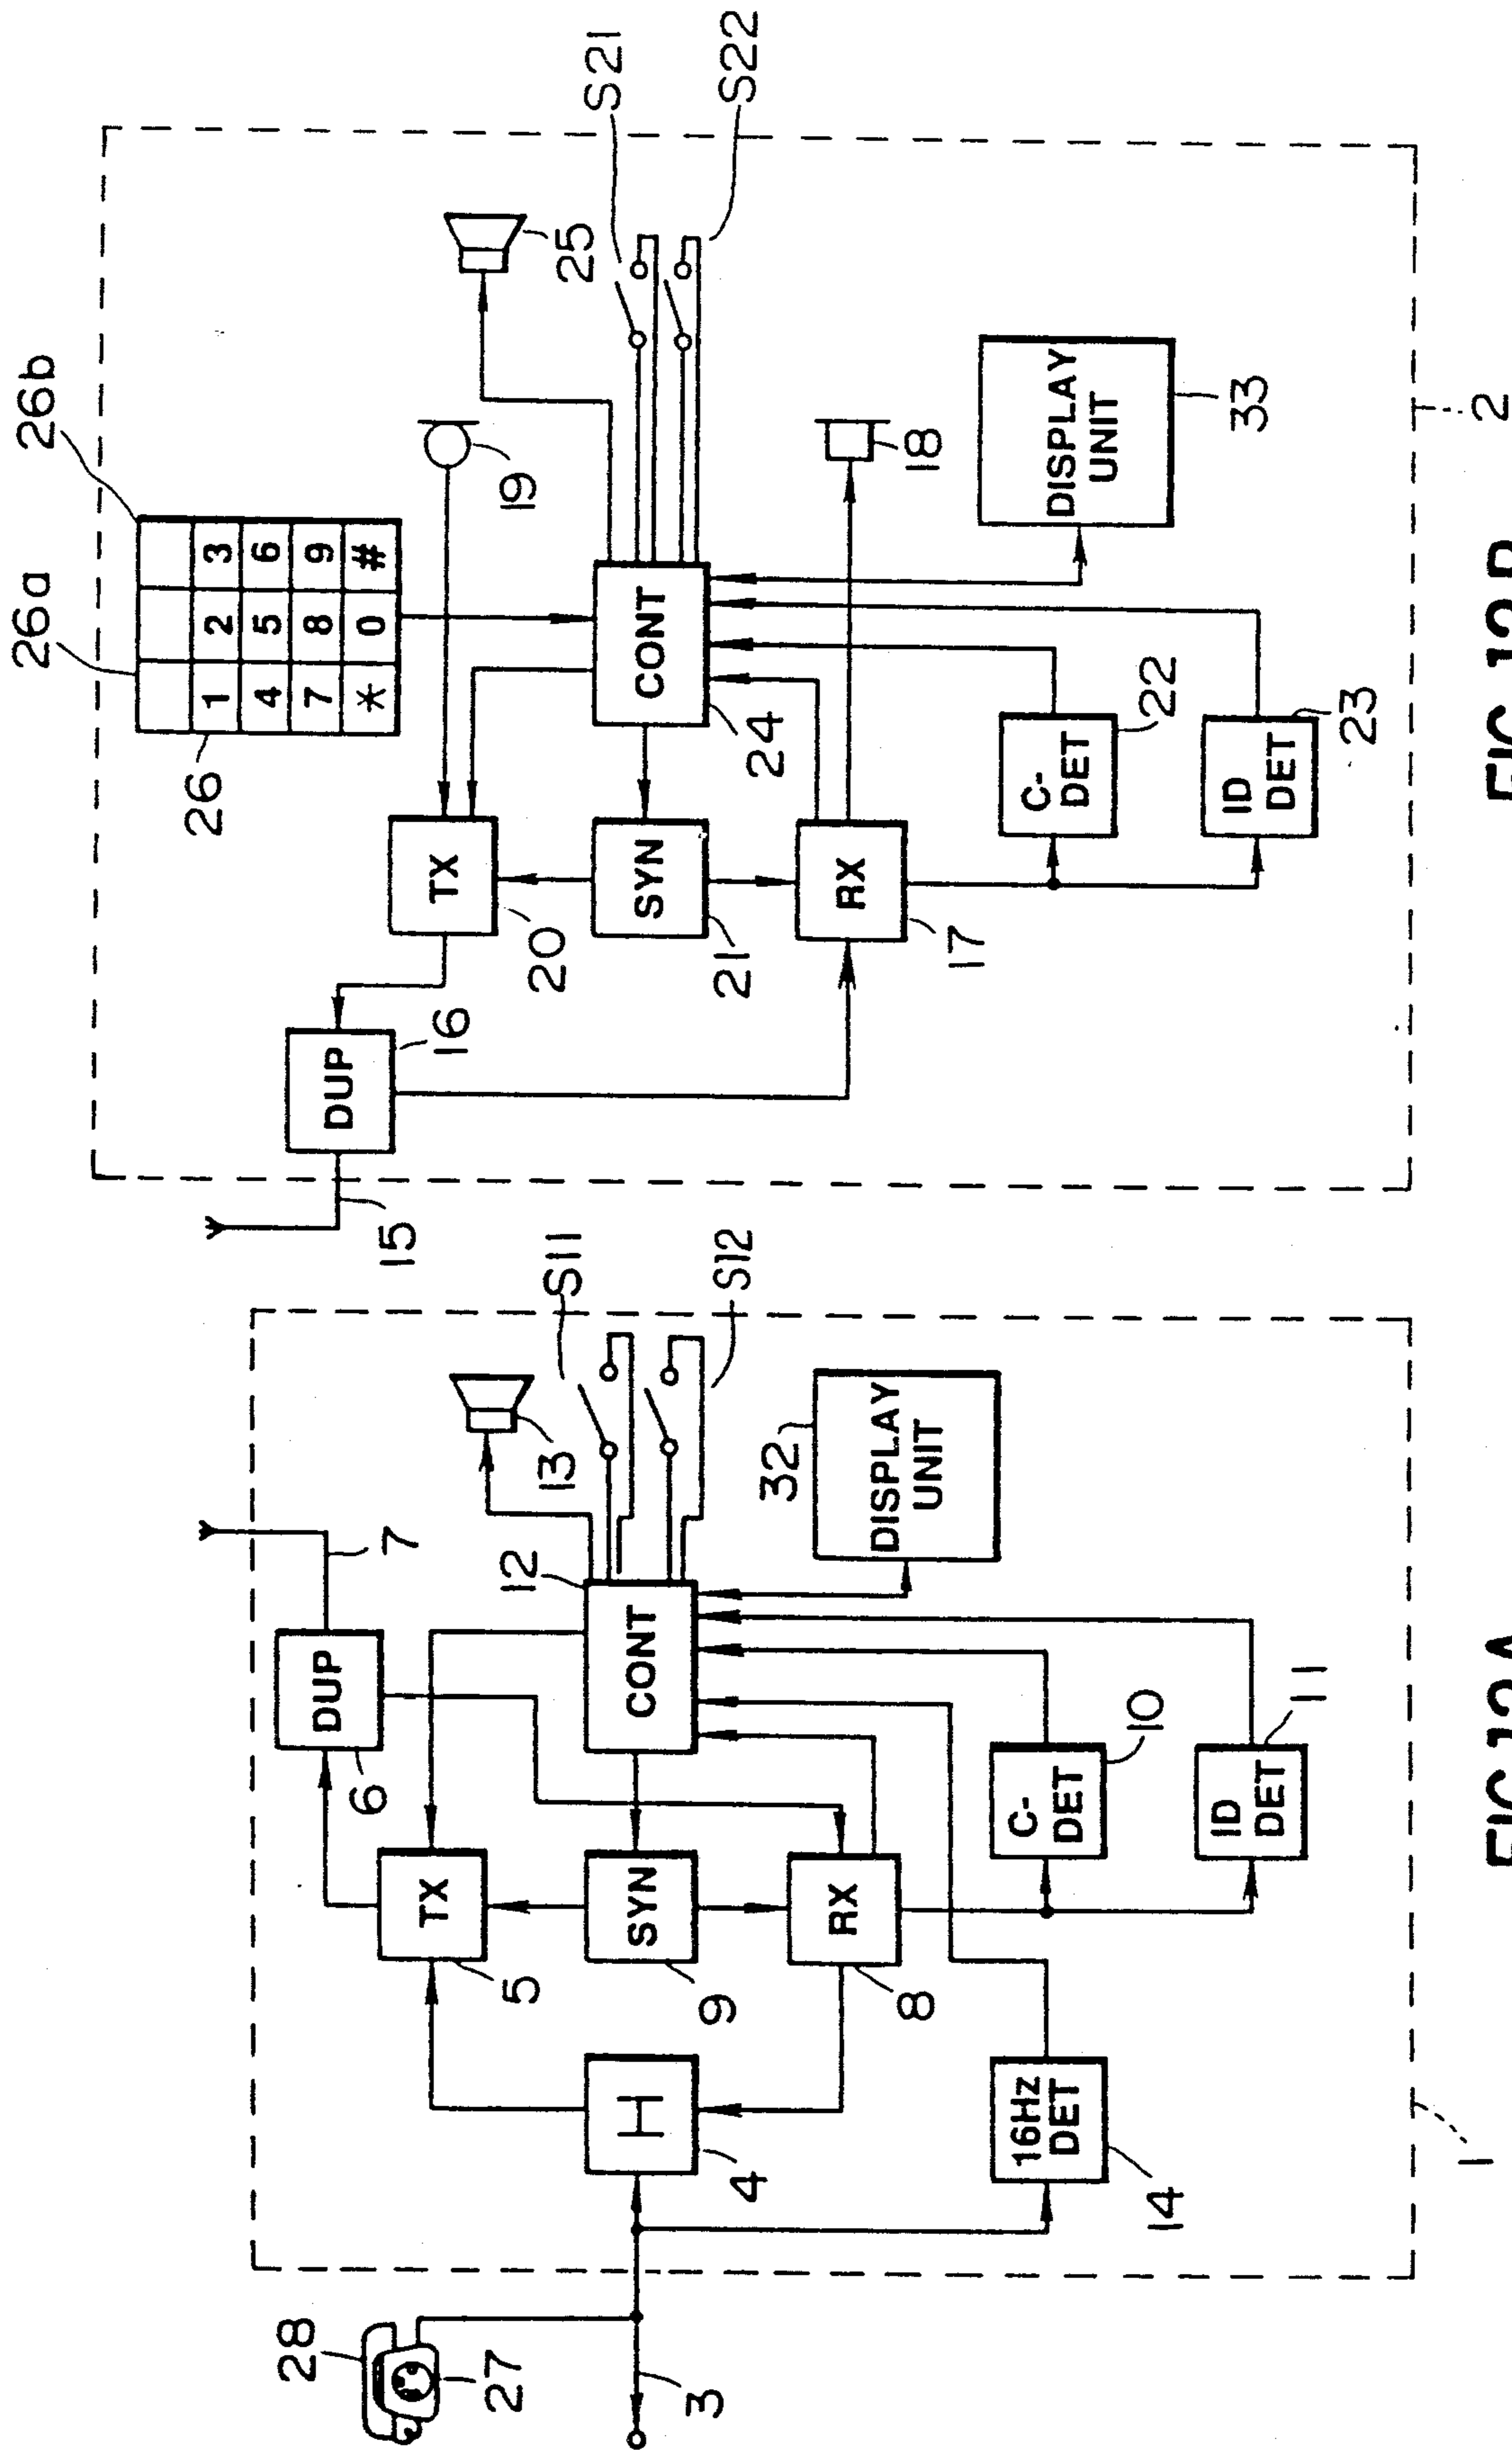 28
27
3
7
DUP
6
S11
13
S12
TX
5
12
CONT
SYN
9
32
DISPLAY
UNIT
H
4
RX
8
16Hz
DET
14
C-
DET
10
ID
DET
11
1
FIG.12A
26a
26b
26
1
2
3
4
5
6
7
8
9
*
0
#
S21
S22
25
19
15
DUP
16
TX
20
CONT
24
SYN
21
18
RX
17
DISPLAY
UNIT
33
C-
DET
22
ID
DET
23
2